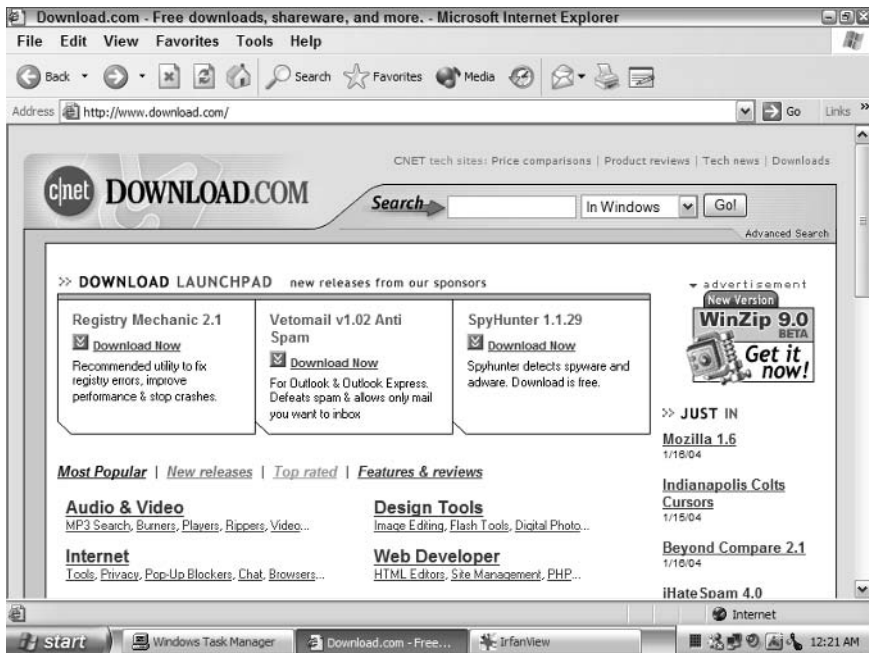 Download.com - Free downloads, shareware, and more. - Microsoft Internet Explorer
File Edit View Favorites Tools Help
Back Search Favorites Media
Address http://www.download.com/ Go Links »
CNET tech sites: Price comparisons | Product reviews | Tech news | Downloads
c|net DOWNLOAD.COM
Search In Windows Go!
Advanced Search
>> DOWNLOAD LAUNCHPAD new releases from our sponsors
Registry Mechanic 2.1
Download Now
Recommended utility to fix
registry errors, improve
performance & stop crashes.
Vetomail v1.02 Anti
Spam
Download Now
For Outlook & Outlook Express.
Defeats spam & allows only mail
you want to inbox
SpyHunter 1.1.29
Download Now
Spyhunter detects spyware and
adware. Download is free.
advertisement
New Version
WinZip 9.0
BETA
Get it
now!
>> JUST IN
Mozilla 1.6
1/16/04
Indianapolis Colts
Cursors
1/15/04
Beyond Compare 2.1
1/16/04
iHateSpam 4.0
Most Popular | New releases | Top rated | Features & reviews
Audio & Video
MP3 Search, Burners, Players, Rippers, Video...
Design Tools
Image Editing, Flash Tools, Digital Photo...
Internet
Tools, Privacy, Pop-Up Blockers, Chat, Browsers...
Web Developer
HTML Editors, Site Management, PHP...
Internet
start Windows Task Manager Download.com - Free... IrfanView 12:21 AM